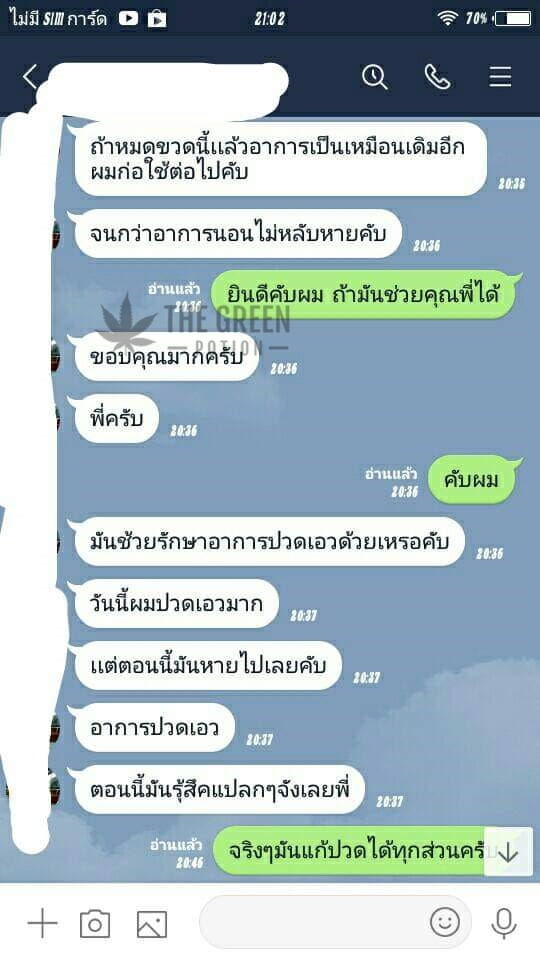 ไม่มี SIM การ์ด
21:02
70%
ถ้าหมดขวดนี้แล้วอาการเป็นเหมือนเดิมอีก
ผมก่อใช้ต่อไปคับ
20:35
จนกว่าอาการนอนไม่หลับหายคับ
20:36
อ่านแล้ว
20:36
ยินดีคับผม ถ้ามันช่วยคุณพี่ได้
THE GREEN
POTION
ขอบคุณมากครับ
20:36
พี่ครับ
20:36
อ่านแล้ว
20:36
คับผม
มันช่วยรักษาอาการปวดเอวด้วยเหรอคับ
20:36
วันนี้ผมปวดเอวมาก
20:37
แต่ตอนนี้มันหายไปเลยคับ
20:37
อาการปวดเอว
20:37
ตอนนี้มันรุ้สึคแปลกๆจังเลยพี่
20:37
อ่านแล้ว
20:46
จริงๆมันแก้ปวดได้ทุกส่วนครับ